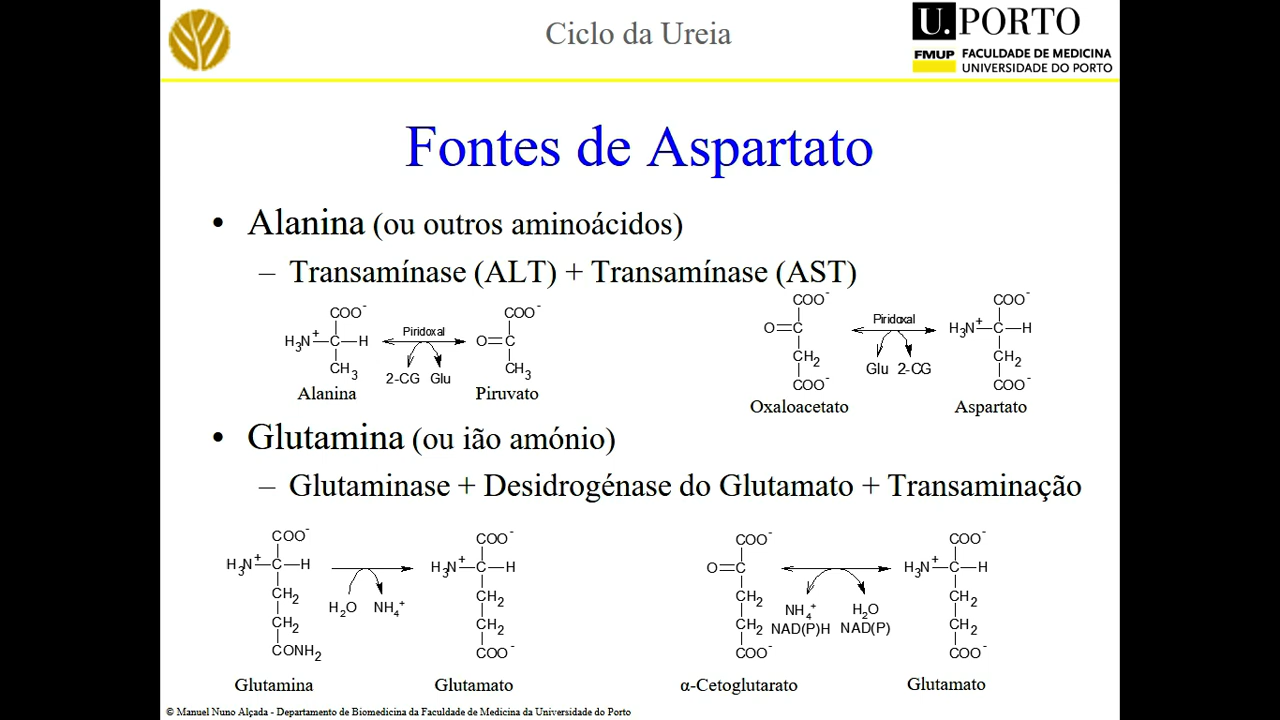 Ciclo da Ureia
U.PORTO
FMUP FACULDADE DE MEDICINA
UNIVERSIDADE DO PORTO
Fontes de Aspartato
• Alanina (ou outros aminoácidos)
– Transamínase (ALT) + Transamínase (AST)
COO⁻
H₃N⁺—C—H
CH₃
Alanina
Piridoxal
2-CG Glu
COO⁻
O=C
CH₃
Piruvato
COO⁻
O=C
CH₂
COO⁻
Oxaloacetato
Piridoxal
Glu 2-CG
COO⁻
H₃N⁺—C—H
CH₂
COO⁻
Aspartato
• Glutamina (ou ião amónio)
– Glutaminase + Desidrogénase do Glutamato + Transaminação
COO⁻
H₃N⁺—C—H
CH₂
CH₂
CONH₂
Glutamina
H₂O NH₄⁺
COO⁻
H₃N⁺—C—H
CH₂
CH₂
COO⁻
Glutamato
COO⁻
O=C
CH₂
CH₂
COO⁻
α-Cetoglutarato
NH₄⁺ H₂O
NAD(P)H NAD(P)
COO⁻
H₃N⁺—C—H
CH₂
CH₂
COO⁻
Glutamato
© Manuel Nuno Alçada - Departamento de Biomedicina da Faculdade de Medicina da Universidade do Porto